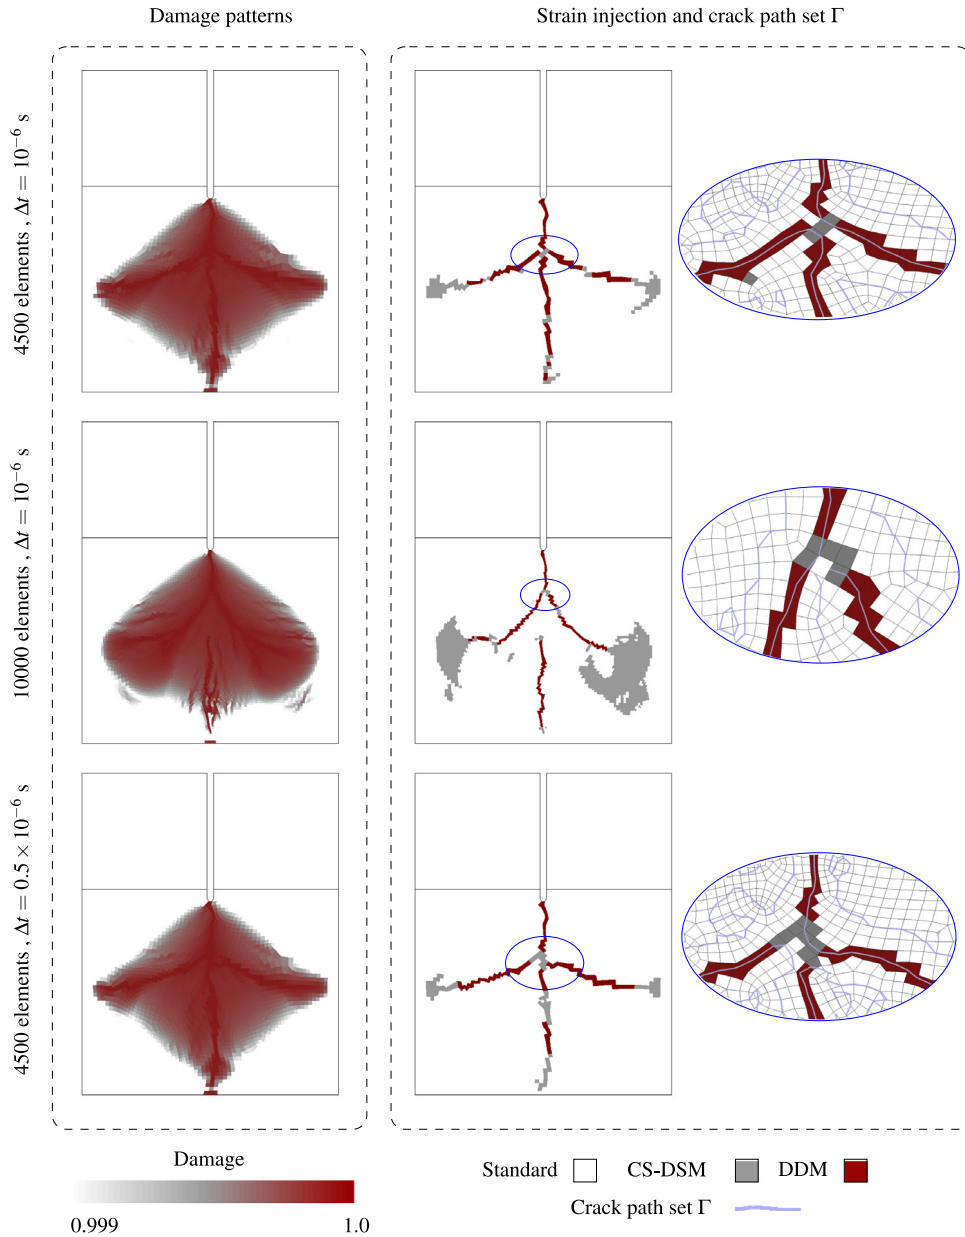 Damage patterns
Strain injection and crack path set Γ
4500 elements , Δt = 10⁻⁶ s
10000 elements , Δt = 10⁻⁶ s
4500 elements , Δt = 0.5 × 10⁻⁶ s
Damage
0.999 1.0
Standard CS-DSM DDM
Crack path set Γ